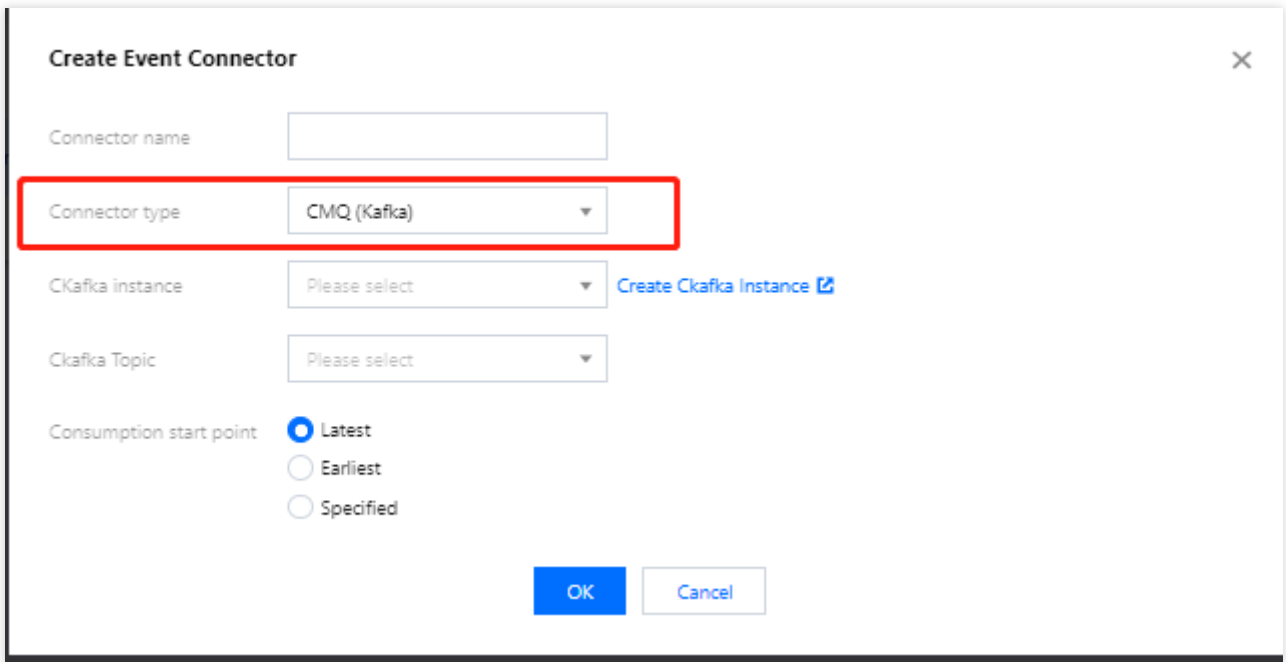 Create Event Connector
Connector name
Connector type CMQ (Kafka)
CKafka instance Please select Create Ckafka Instance
Ckafka Topic Please select
Consumption start point Latest
Earliest
Specified
OK Cancel